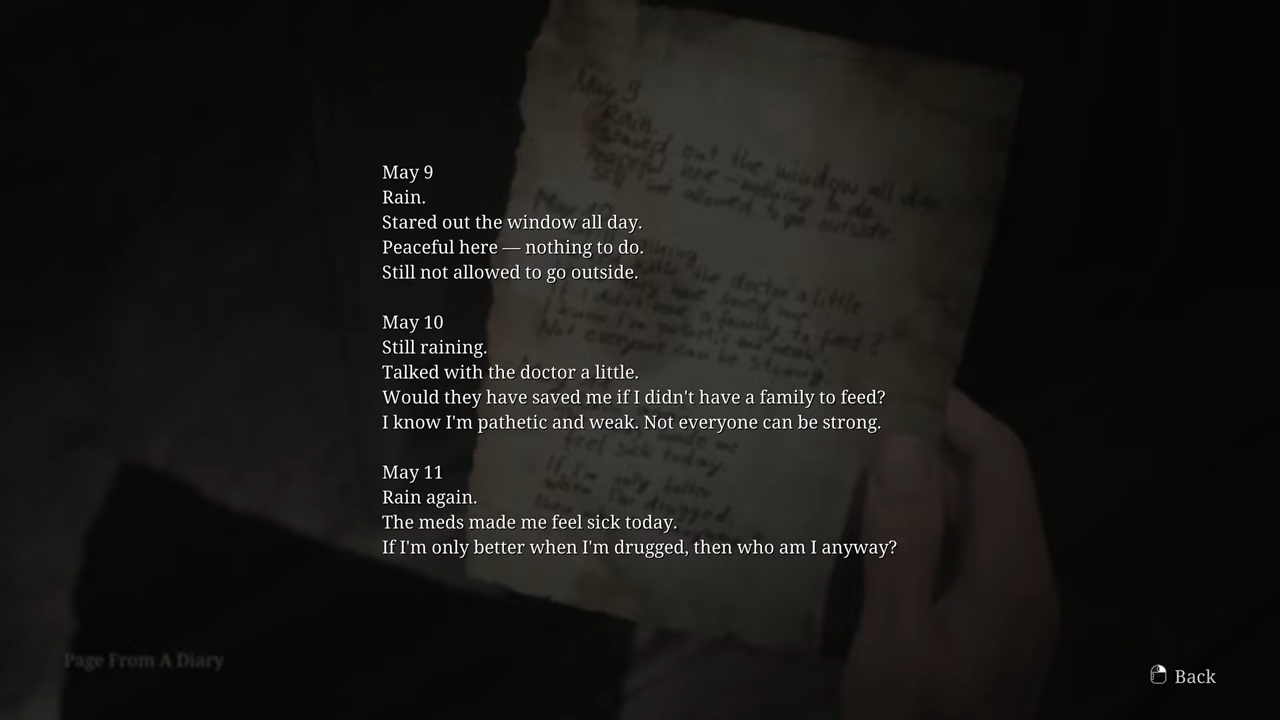 May 9
Rain.
Stared out the window all day.
Peaceful here — nothing to do.
Still not allowed to go outside.
May 10
Still raining.
Talked with the doctor a little.
Would they have saved me if I didn't have a family to feed?
I know I'm pathetic and weak. Not everyone can be strong.
May 11
Rain again.
The meds made me feel sick today.
If I'm only better when I'm drugged, then who am I anyway?
Page From A Diary
Back